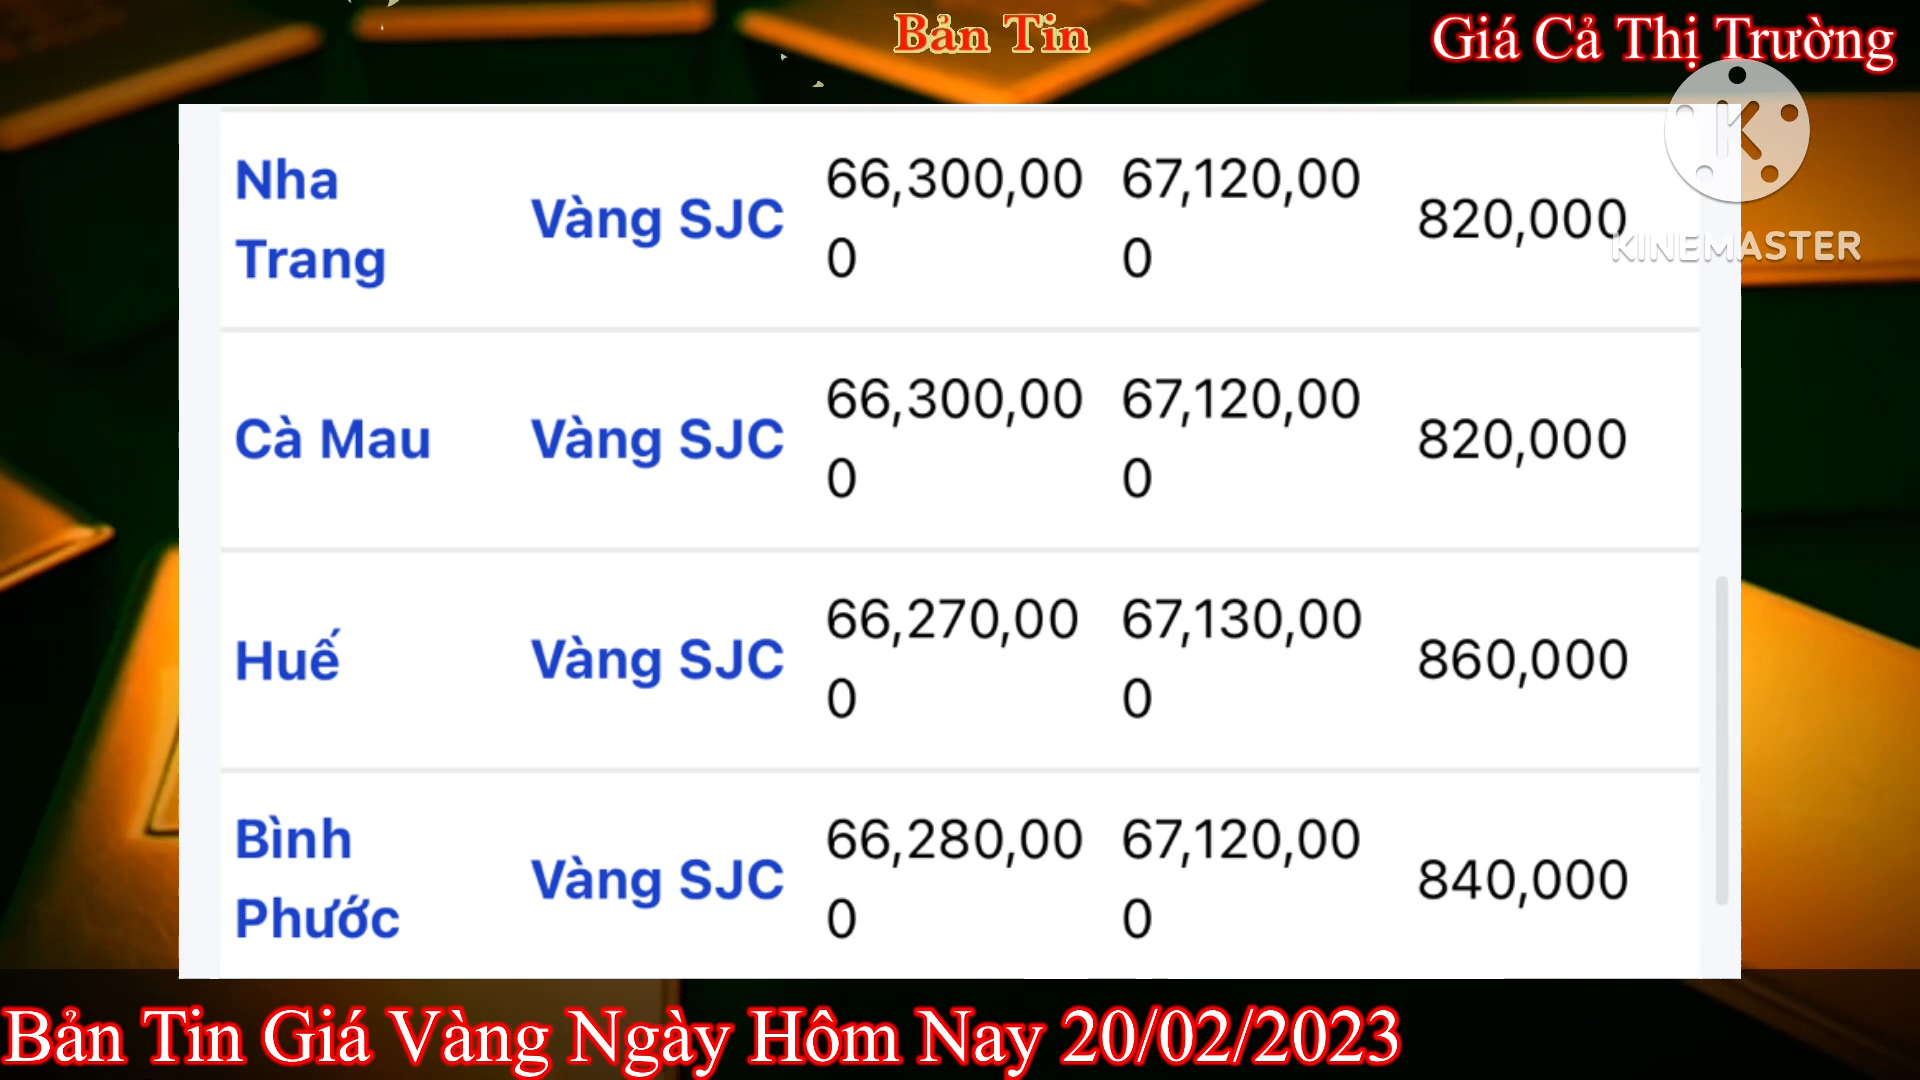 Bản Tin
Giá Cả Thị Trường
K
KINEMASTER
Nha
Trang
Vàng SJC
66,300,00
0
67,120,00
0
820,000
Cà Mau
Vàng SJC
66,300,00
0
67,120,00
0
820,000
Huế
Vàng SJC
66,270,00
0
67,130,00
0
860,000
Bình
Phước
Vàng SJC
66,280,00
0
67,120,00
0
840,000
Bản Tin Giá Vàng Ngày Hôm Nay 20/02/2023